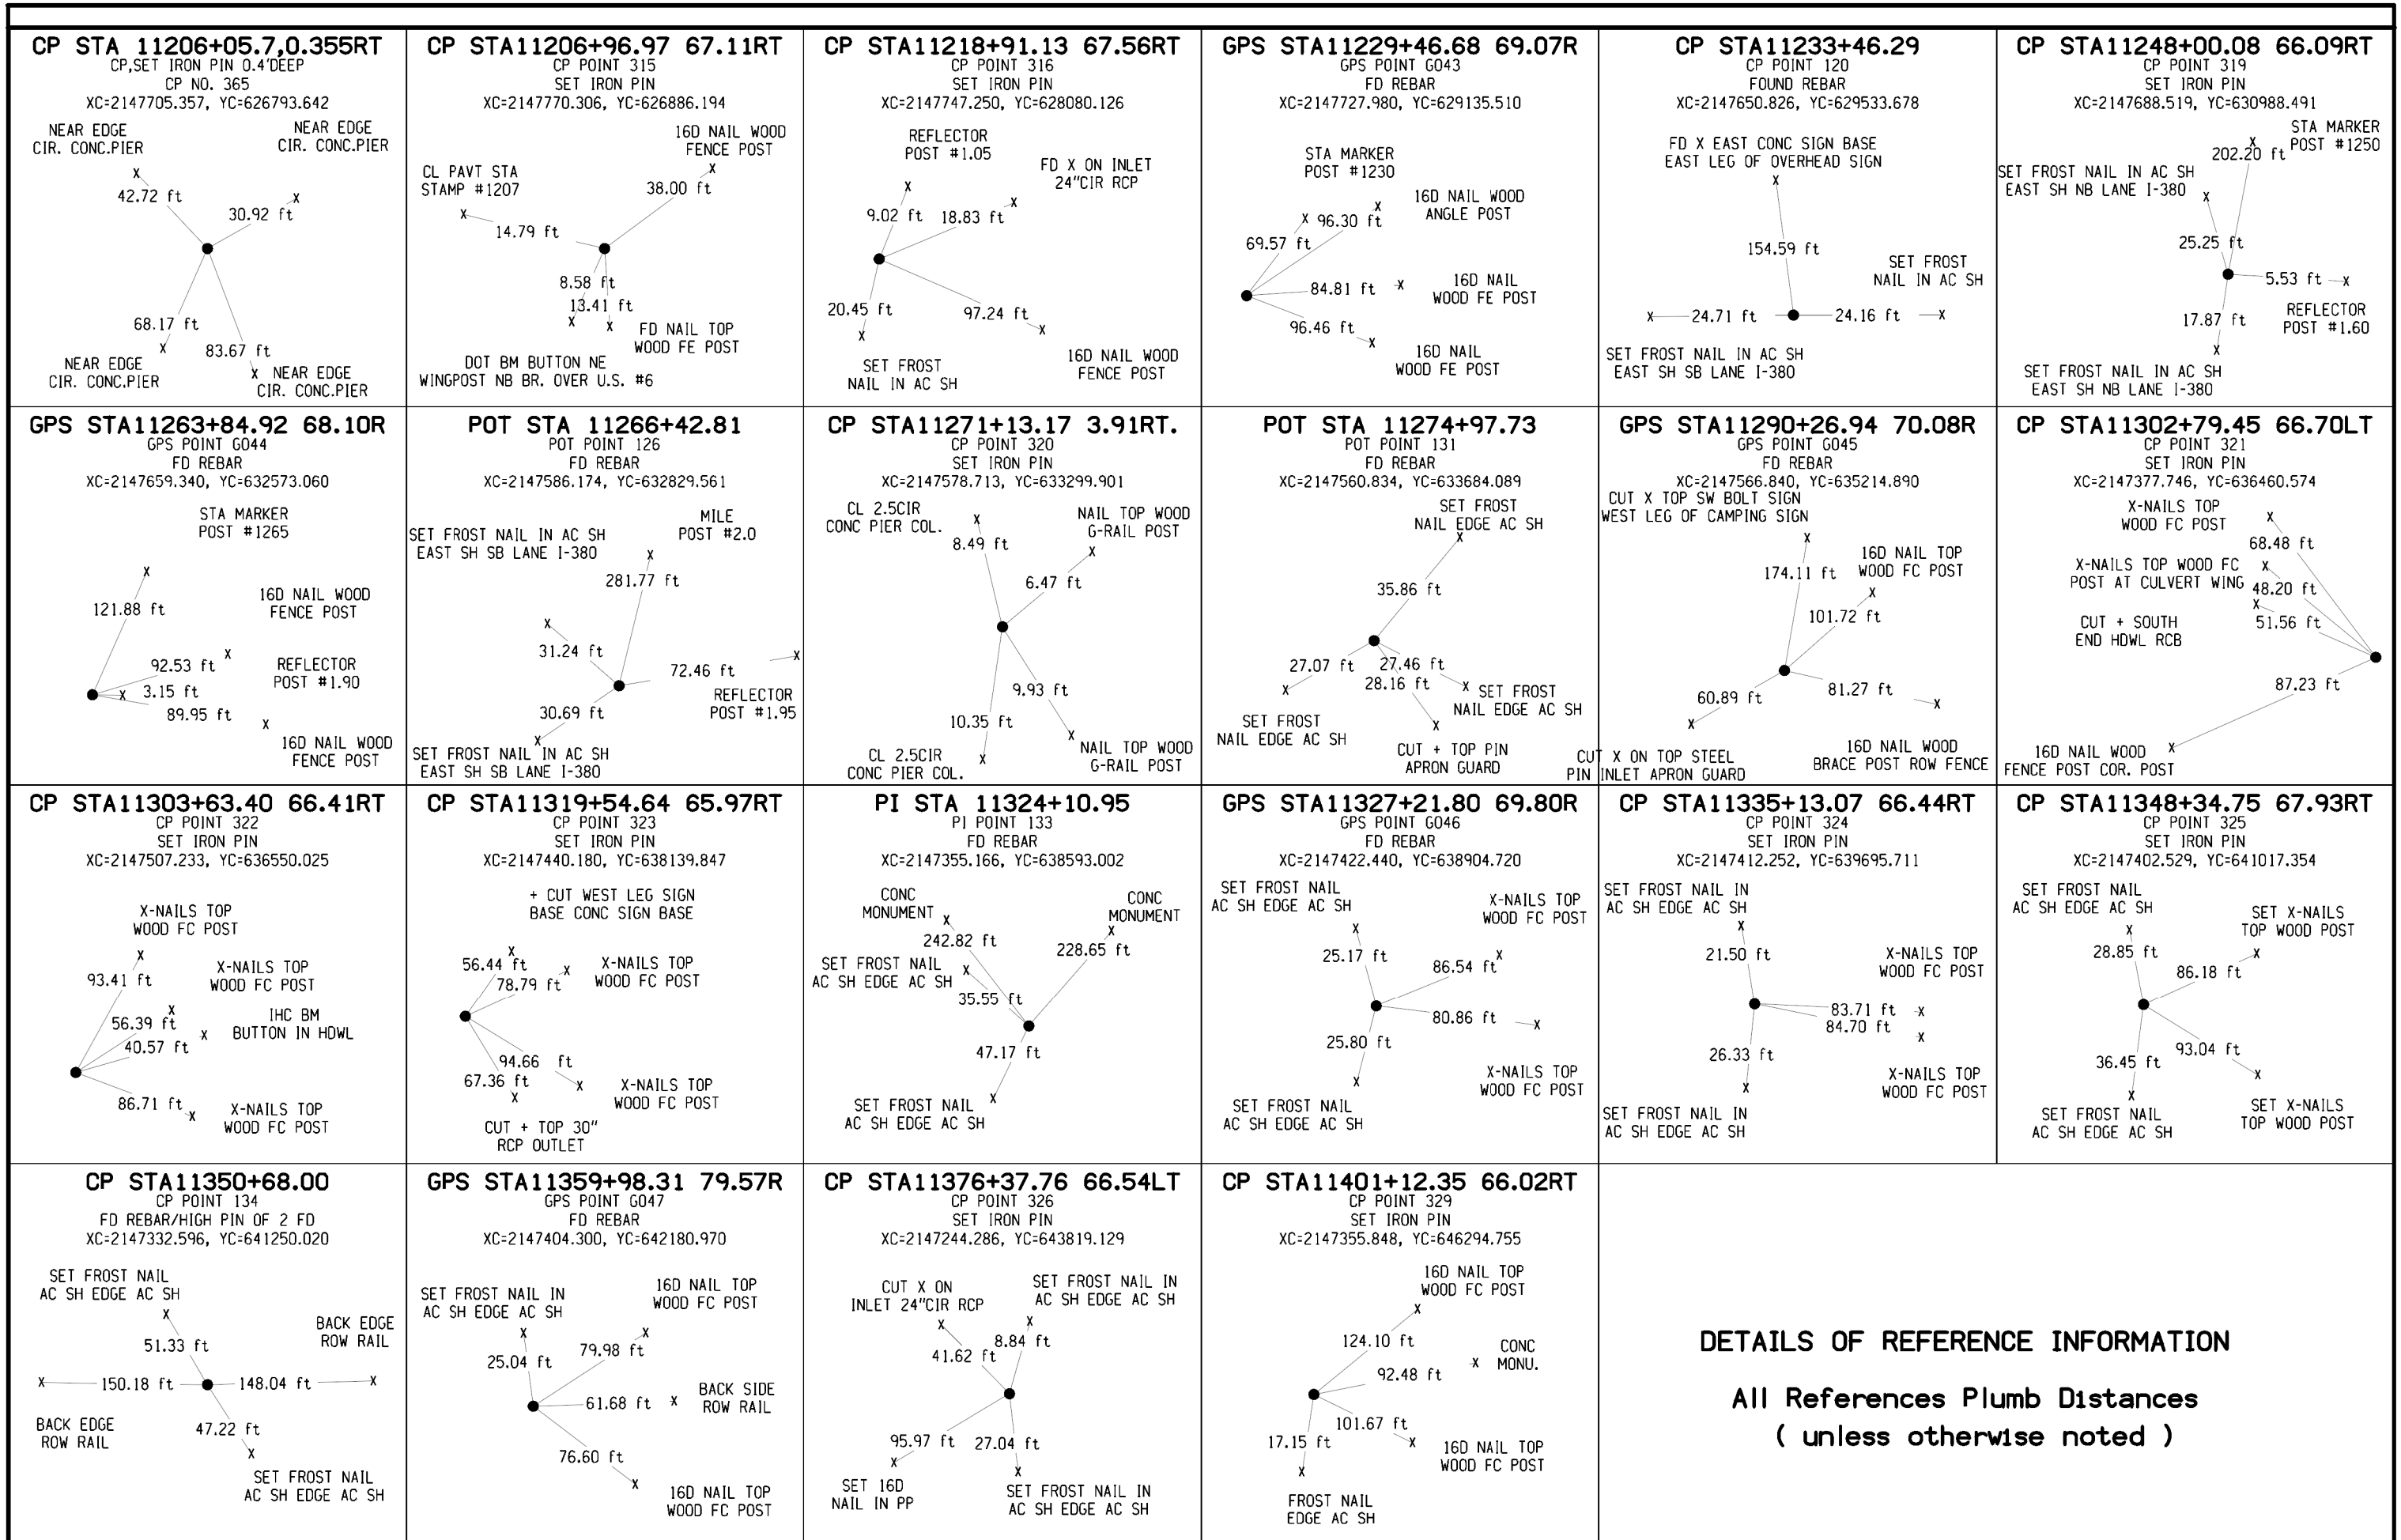 CP STA 11206+05.7,0.355RT
CP,SET IRON PIN 0.4'DEEP
CP NO. 365
XC=2147705.357, YC=626793.642
NEAR EDGE
CIR. CONC.PIER
NEAR EDGE
CIR. CONC.PIER
42.72 ft
30.92 ft
68.17 ft
83.67 ft
NEAR EDGE
CIR. CONC.PIER
NEAR EDGE
CIR. CONC.PIER
CP STA11206+96.97 67.11RT
CP POINT 315
SET IRON PIN
XC=2147770.306, YC=626886.194
16D NAIL WOOD
FENCE POST
CL PAVT STA
STAMP #1207
38.00 ft
14.79 ft
8.58 ft
13.41 ft
FD NAIL TOP
WOOD FE POST
DOT BM BUTTON NE
WINGPOST NB BR. OVER U.S. #6
CP STA11218+91.13 67.56RT
CP POINT 316
SET IRON PIN
XC=2147747.250, YC=628080.126
REFLECTOR
POST #1.05
FD X ON INLET
24"CIR RCP
9.02 ft
18.83 ft
20.45 ft
97.24 ft
SET FROST
NAIL IN AC SH
16D NAIL WOOD
FENCE POST
GPS STA11229+46.68 69.07R
GPS POINT G043
FD REBAR
XC=2147727.980, YC=629135.510
STA MARKER
POST #1230
16D NAIL WOOD
ANGLE POST
96.30 ft
69.57 ft
84.81 ft
16D NAIL
WOOD FE POST
96.46 ft
16D NAIL
WOOD FE POST
CP STA11233+46.29
CP POINT 120
FOUND REBAR
XC=2147650.826, YC=629533.678
FD X EAST CONC SIGN BASE
EAST LEG OF OVERHEAD SIGN
154.59 ft
SET FROST
NAIL IN AC SH
24.71 ft
24.16 ft
SET FROST NAIL IN AC SH
EAST SH SB LANE I-380
CP STA11248+00.08 66.09RT
CP POINT 319
SET IRON PIN
XC=2147688.519, YC=630988.491
STA MARKER
POST #1250
202.20 ft
SET FROST NAIL IN AC SH
EAST SH NB LANE I-380
25.25 ft
5.53 ft
17.87 ft
REFLECTOR
POST #1.60
SET FROST NAIL IN AC SH
EAST SH NB LANE I-380
GPS STA11263+84.92 68.10R
GPS POINT G044
FD REBAR
XC=2147659.340, YC=632573.060
STA MARKER
POST #1265
121.88 ft
16D NAIL WOOD
FENCE POST
92.53 ft
REFLECTOR
POST #1.90
3.15 ft
89.95 ft
16D NAIL WOOD
FENCE POST
POT STA 11266+42.81
POT POINT 126
FD REBAR
XC=2147586.174, YC=632829.561
MILE
POST #2.0
SET FROST NAIL IN AC SH
EAST SH SB LANE I-380
281.77 ft
31.24 ft
72.46 ft
REFLECTOR
POST #1.95
30.69 ft
SET FROST NAIL IN AC SH
EAST SH SB LANE I-380
CP STA11271+13.17 3.91RT.
CP POINT 320
SET IRON PIN
XC=2147578.713, YC=633299.901
CL 2.5CIR
CONC PIER COL.
NAIL TOP WOOD
G-RAIL POST
8.49 ft
6.47 ft
9.93 ft
10.35 ft
CL 2.5CIR
CONC PIER COL.
NAIL TOP WOOD
G-RAIL POST
POT STA 11274+97.73
POT POINT 131
FD REBAR
XC=2147560.834, YC=633684.089
SET FROST
NAIL EDGE AC SH
35.86 ft
27.07 ft
27.46 ft
28.16 ft
SET FROST
NAIL EDGE AC SH
SET FROST
NAIL EDGE AC SH
CUT + TOP PIN
APRON GUARD
GPS STA11290+26.94 70.08R
GPS POINT G045
FD REBAR
XC=2147566.840, YC=635214.890
CUT X TOP SW BOLT SIGN
WEST LEG OF CAMPING SIGN
16D NAIL TOP
WOOD FC POST
174.11 ft
101.72 ft
60.89 ft
81.27 ft
CUT X ON TOP STEEL
PIN INLET APRON GUARD
16D NAIL WOOD
BRACE POST ROW FENCE
CP STA11302+79.45 66.70LT
CP POINT 321
SET IRON PIN
XC=2147377.746, YC=636460.574
X-NAILS TOP
WOOD FC POST
68.48 ft
X-NAILS TOP WOOD FC
POST AT CULVERT WING
48.20 ft
CUT + SOUTH
END HDWL RCB
51.56 ft
87.23 ft
16D NAIL WOOD
FENCE POST COR. POST
CP STA11303+63.40 66.41RT
CP POINT 322
SET IRON PIN
XC=2147507.233, YC=636550.025
X-NAILS TOP
WOOD FC POST
93.41 ft
X-NAILS TOP
WOOD FC POST
56.39 ft
IHC BM
BUTTON IN HDWL
40.57 ft
86.71 ft
X-NAILS TOP
WOOD FC POST
CP STA11319+54.64 65.97RT
CP POINT 323
SET IRON PIN
XC=2147440.180, YC=638139.847
+ CUT WEST LEG SIGN
BASE CONC SIGN BASE
56.44 ft
78.79 ft
X-NAILS TOP
WOOD FC POST
94.66 ft
67.36 ft
X-NAILS TOP
WOOD FC POST
CUT + TOP 30"
RCP OUTLET
PI STA 11324+10.95
PI POINT 133
FD REBAR
XC=2147355.166, YC=638593.002
CONC
MONUMENT
CONC
MONUMENT
242.82 ft
228.65 ft
SET FROST NAIL
AC SH EDGE AC SH
35.55 ft
47.17 ft
SET FROST NAIL
AC SH EDGE AC SH
GPS STA11327+21.80 69.80R
GPS POINT G046
FD REBAR
XC=2147422.440, YC=638904.720
SET FROST NAIL
AC SH EDGE AC SH
X-NAILS TOP
WOOD FC POST
25.17 ft
86.54 ft
80.86 ft
25.80 ft
X-NAILS TOP
WOOD FC POST
SET FROST NAIL
AC SH EDGE AC SH
CP STA11335+13.07 66.44RT
CP POINT 324
SET IRON PIN
XC=2147412.252, YC=639695.711
SET FROST NAIL IN
AC SH EDGE AC SH
21.50 ft
X-NAILS TOP
WOOD FC POST
83.71 ft
84.70 ft
26.33 ft
X-NAILS TOP
WOOD FC POST
SET FROST NAIL IN
AC SH EDGE AC SH
CP STA11348+34.75 67.93RT
CP POINT 325
SET IRON PIN
XC=2147402.529, YC=641017.354
SET FROST NAIL
AC SH EDGE AC SH
SET X-NAILS
TOP WOOD POST
28.85 ft
86.18 ft
36.45 ft
93.04 ft
SET FROST NAIL
AC SH EDGE AC SH
SET X-NAILS
TOP WOOD POST
CP STA11350+68.00
CP POINT 134
FD REBAR/HIGH PIN OF 2 FD
XC=2147332.596, YC=641250.020
SET FROST NAIL
AC SH EDGE AC SH
BACK EDGE
ROW RAIL
51.33 ft
150.18 ft
148.04 ft
BACK EDGE
ROW RAIL
47.22 ft
SET FROST NAIL
AC SH EDGE AC SH
GPS STA11359+98.31 79.57R
GPS POINT G047
FD REBAR
XC=2147404.300, YC=642180.970
SET FROST NAIL IN
AC SH EDGE AC SH
16D NAIL TOP
WOOD FC POST
25.04 ft
79.98 ft
61.68 ft
BACK SIDE
ROW RAIL
76.60 ft
16D NAIL TOP
WOOD FC POST
CP STA11376+37.76 66.54LT
CP POINT 326
SET IRON PIN
XC=2147244.286, YC=643819.129
CUT X ON
INLET 24"CIR RCP
SET FROST NAIL IN
AC SH EDGE AC SH
8.84 ft
41.62 ft
95.97 ft
27.04 ft
SET 16D
NAIL IN PP
SET FROST NAIL IN
AC SH EDGE AC SH
CP STA11401+12.35 66.02RT
CP POINT 329
SET IRON PIN
XC=2147355.848, YC=646294.755
16D NAIL TOP
WOOD FC POST
124.10 ft
CONC
MONU.
92.48 ft
101.67 ft
17.15 ft
16D NAIL TOP
WOOD FC POST
FROST NAIL
EDGE AC SH
DETAILS OF REFERENCE INFORMATION
All References Plumb Distances
( unless otherwise noted )